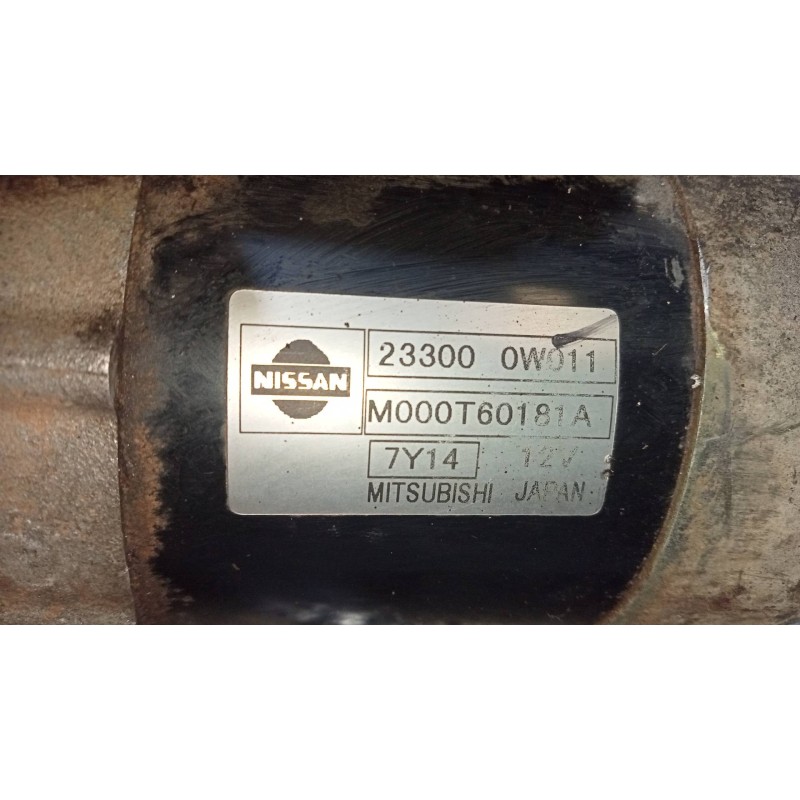 NISSAN
23300 0W011
M000T60181A
7Y14 12V
MITSUBISHI JAPAN